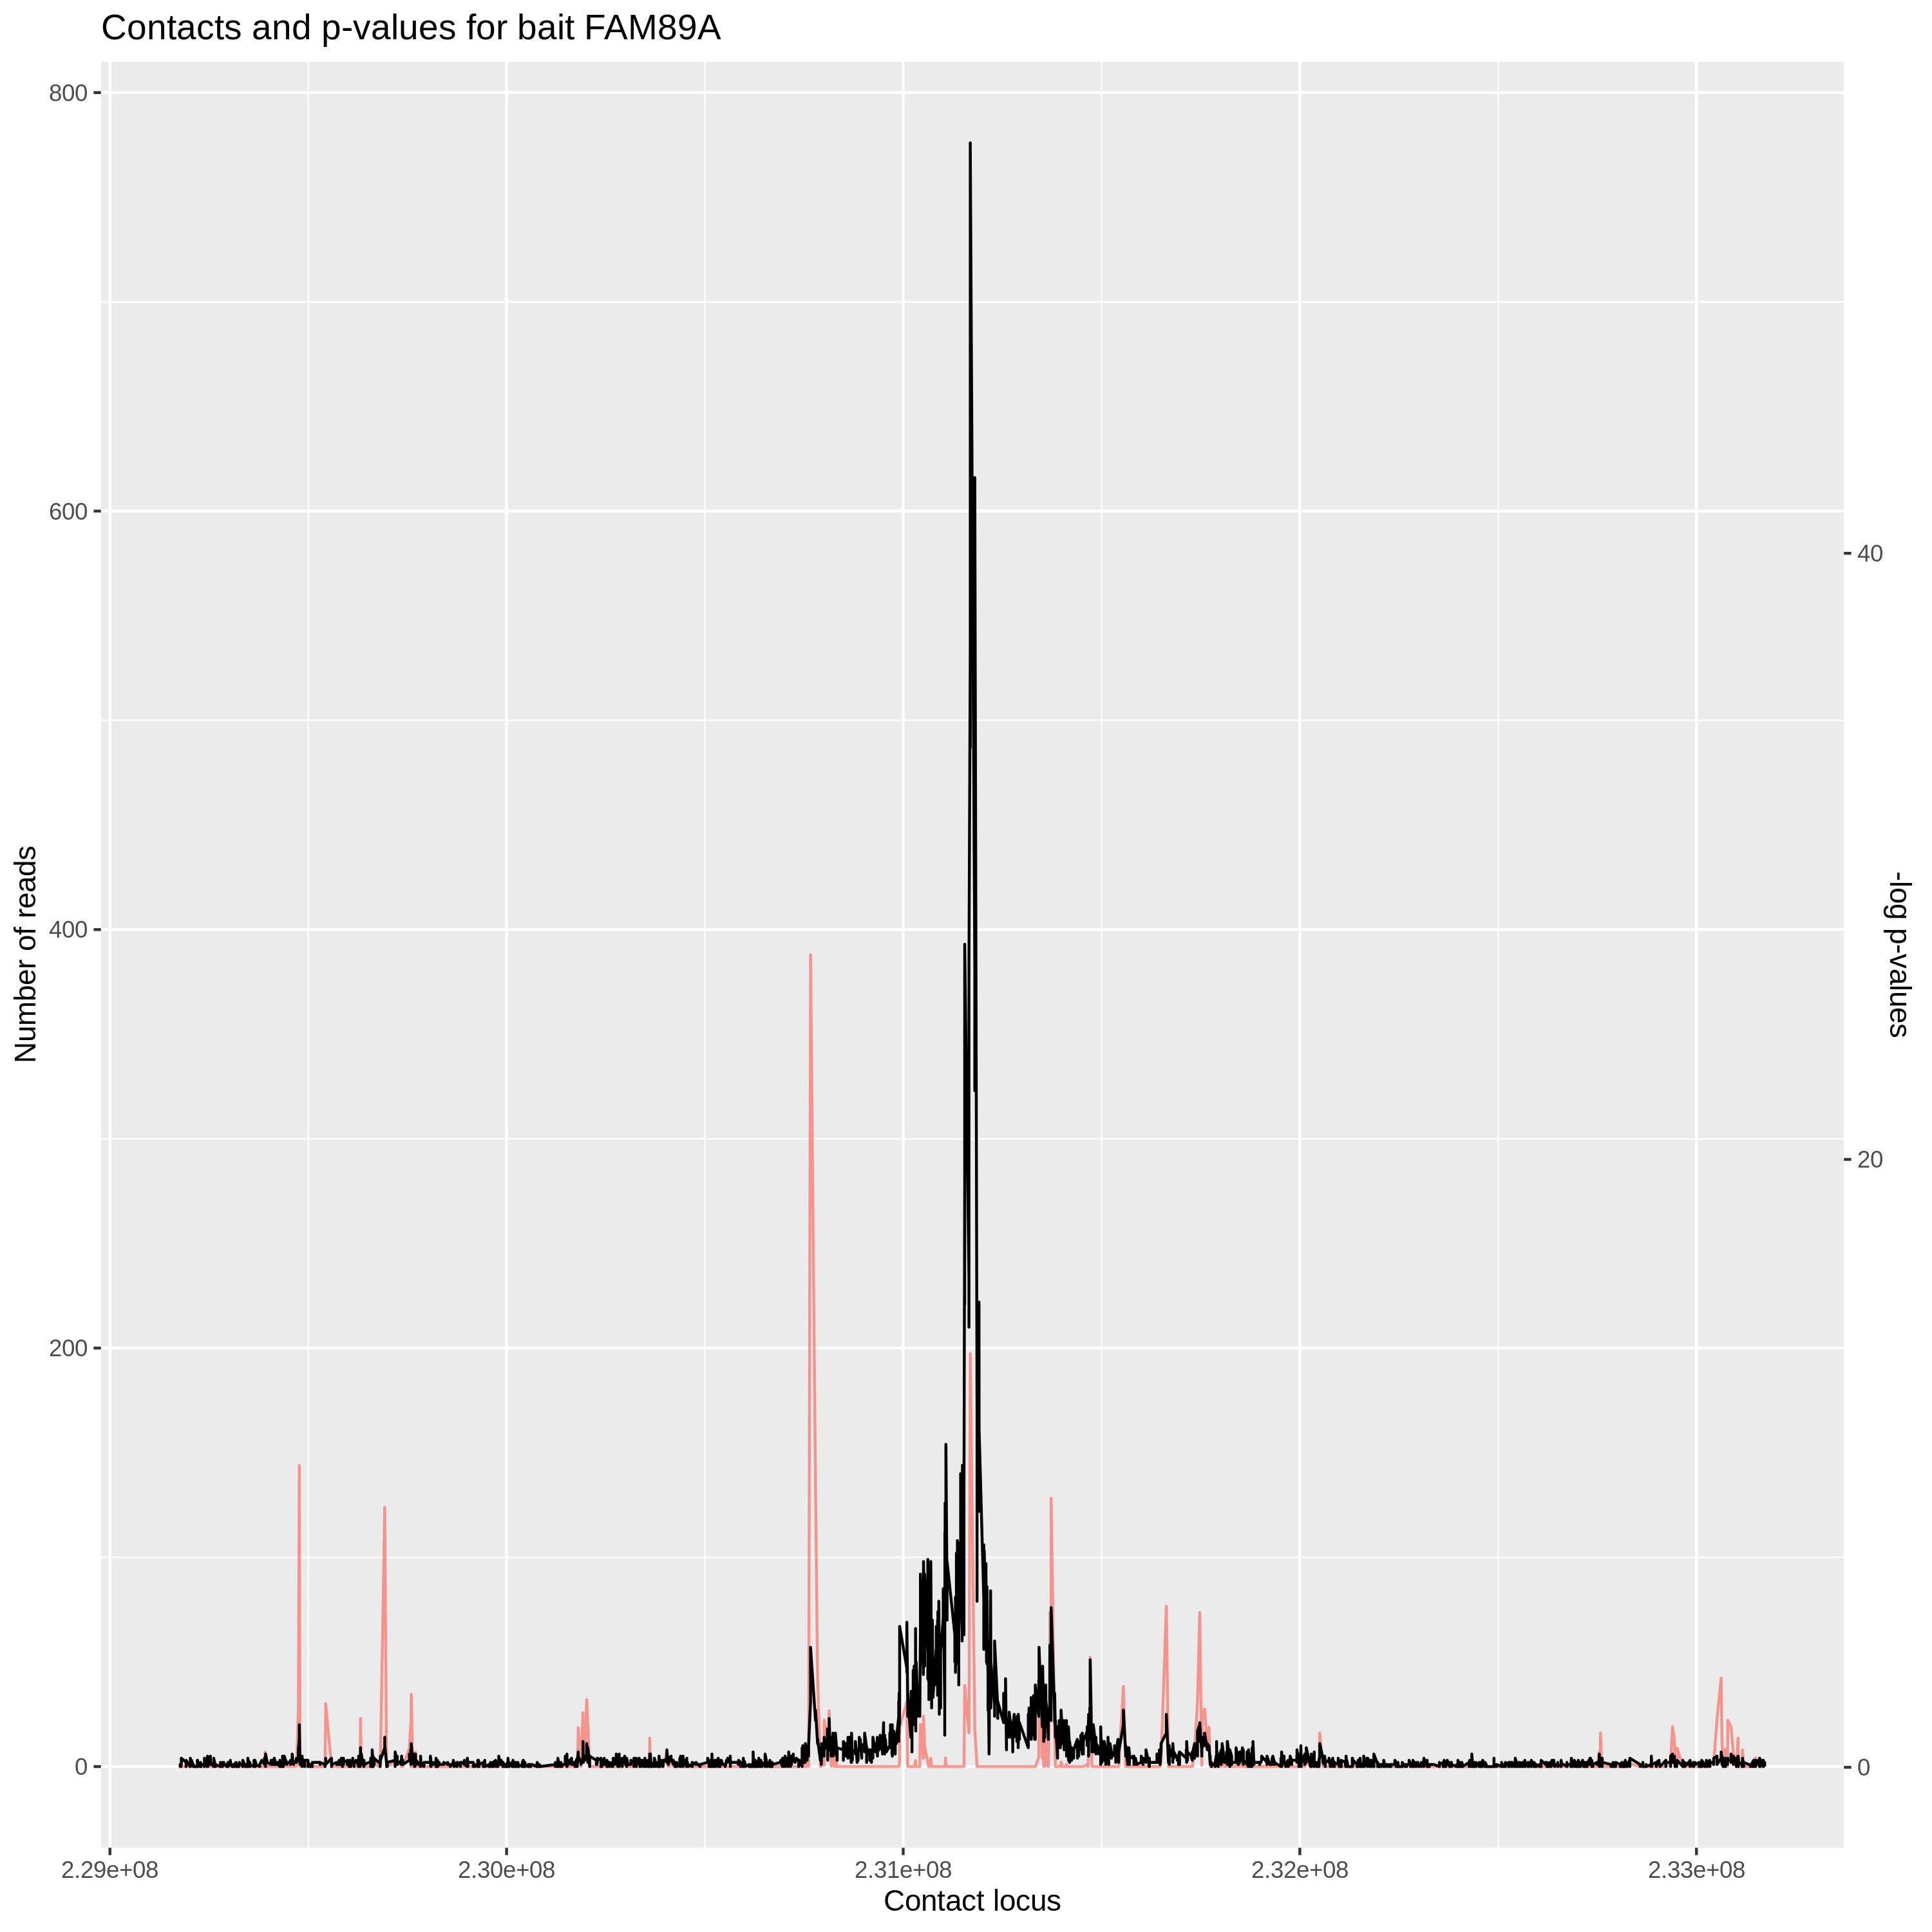 Contacts and p-values for bait FAM89A
800
600
400
200
0
Number of reads
40
20
0
-log p-values
2.29e+08
2.30e+08
2.31e+08
2.32e+08
2.33e+08
Contact locus